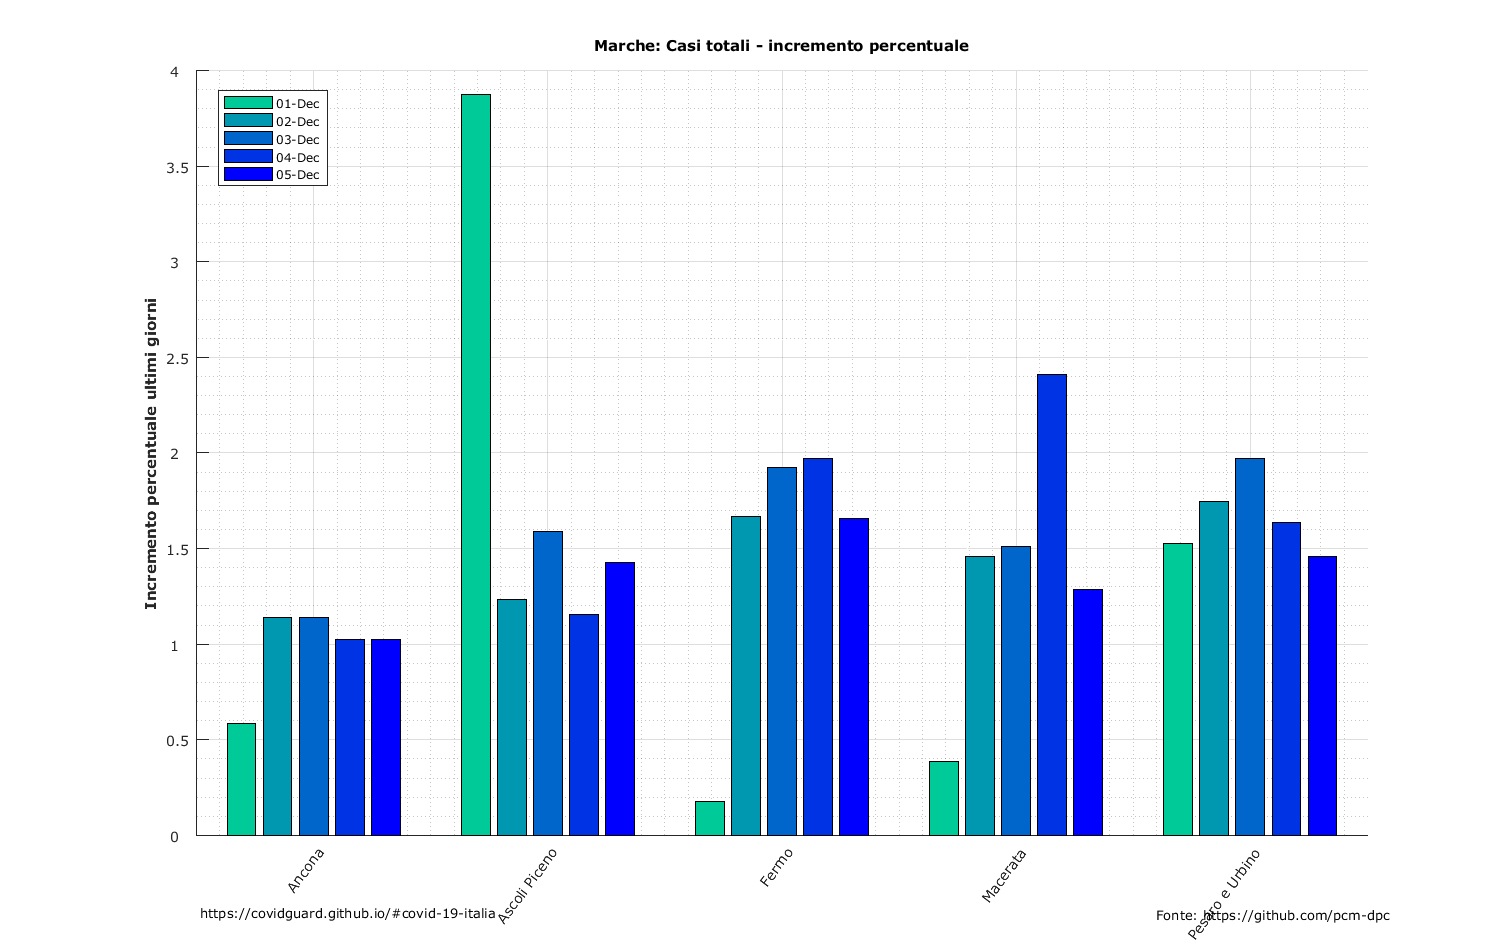 Marche: Casi totali - incremento percentuale
Incremento percentuale ultimi giorni
4
3.5
3
2.5
2
1.5
1
0.5
0
01-Dec
02-Dec
03-Dec
04-Dec
05-Dec
Ancona
Ascoli Piceno
Fermo
Macerata
Pesaro e Urbino
https://covidguard.github.io/#covid-19-italia
Fonte: https://github.com/pcm-dpc